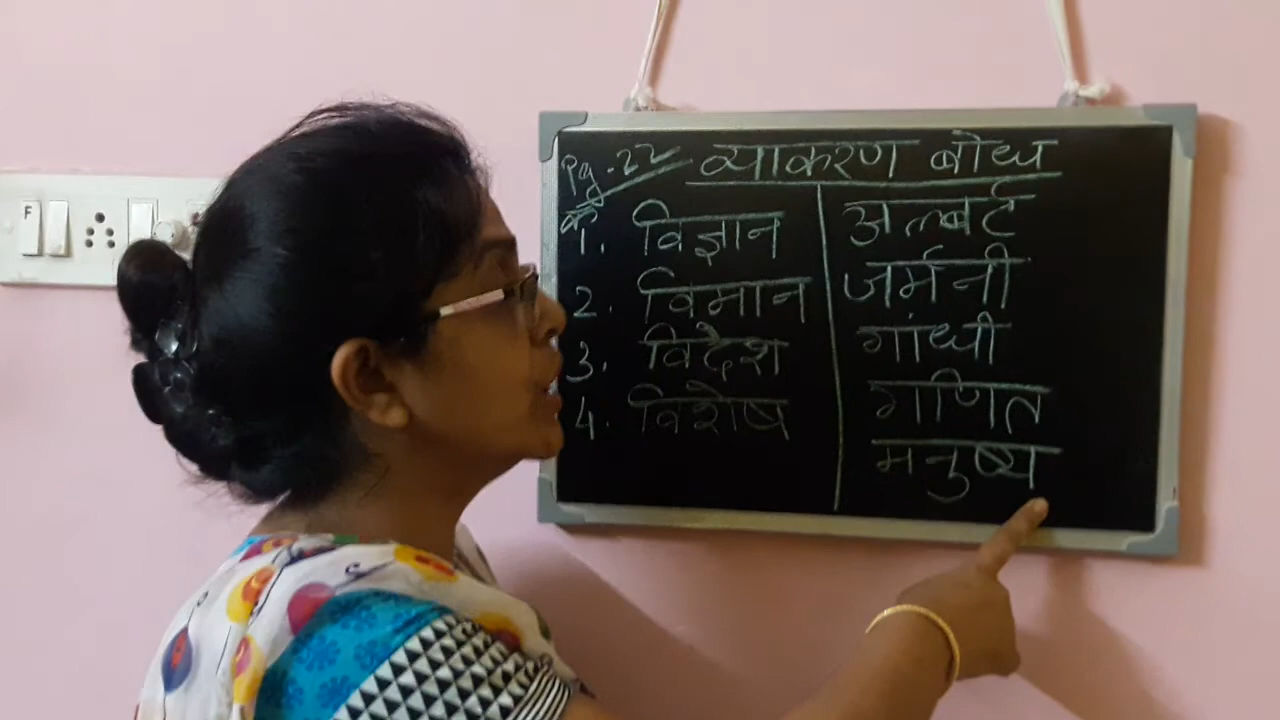 F
Pg.-22 व्याकरण बोध
क
1. विज्ञान अल्बर्ट
2. विमान जर्मनी
3. विदेश गांधी
4. विशेष गणित
मनुष्य